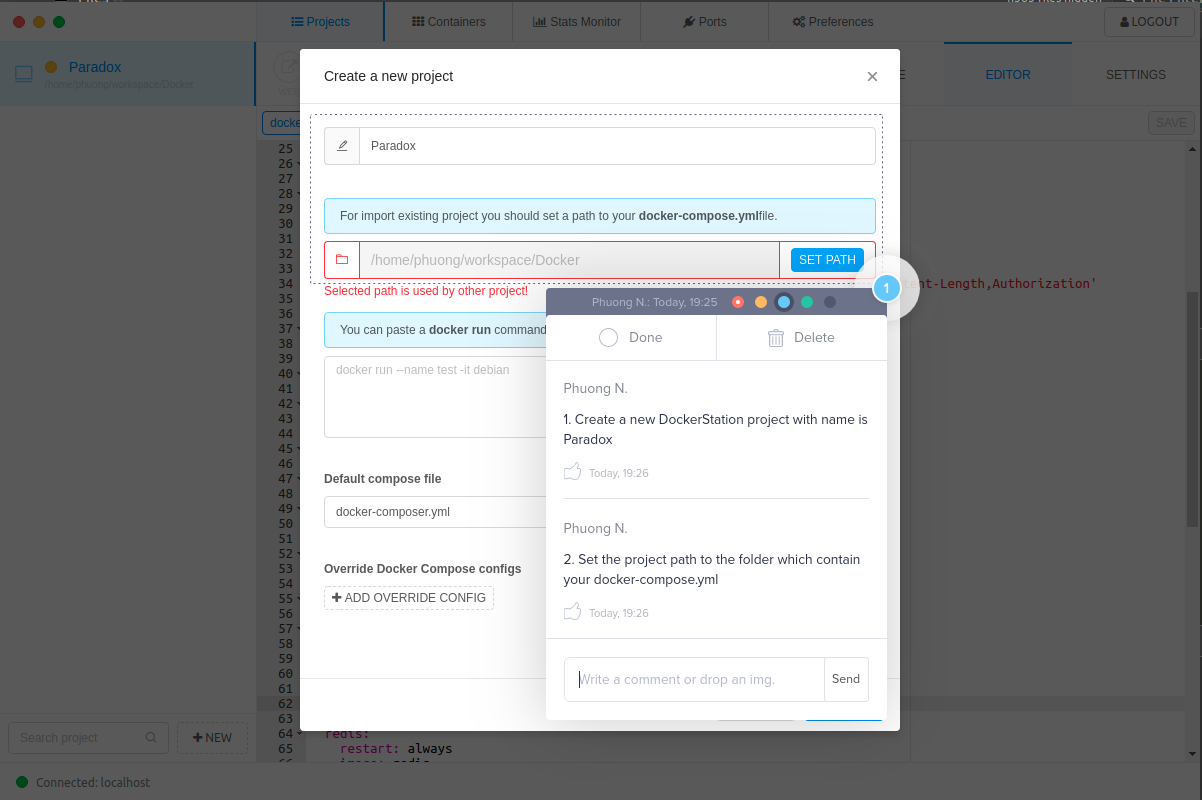 Projects
Containers
Stats Monitor
Ports
Preferences
LOGOUT
Paradox
/home/phuong/workspace/Docker
EDITOR
SETTINGS
SAVE
Create a new project
Paradox
For import existing project you should set a path to your docker-compose.ymlfile.
/home/phuong/workspace/Docker
SET PATH
Selected path is used by other project!
You can paste a docker run command
docker run --name test -it debian
Default compose file
docker-composer.yml
Override Docker Compose configs
ADD OVERRIDE CONFIG
1
Phuong N.: Today, 19:25
Done
Delete
Phuong N.
1. Create a new DockerStation project with name is
Paradox
Today, 19:26
Phuong N.
2. Set the project path to the folder which contain
your docker-compose.yml
Today, 19:26
Write a comment or drop an img.
Send
25
26
27
28
29
30
31
32
33
34
ent-Length,Authorization'
35
36
37
38
39
40
41
42
43
44
45
46
47
48
49
50
51
52
53
54
55
56
57
58
59
60
61
62
63
64 redis:
65 restart: always
66 image: redis
Search project
NEW
Connected: localhost